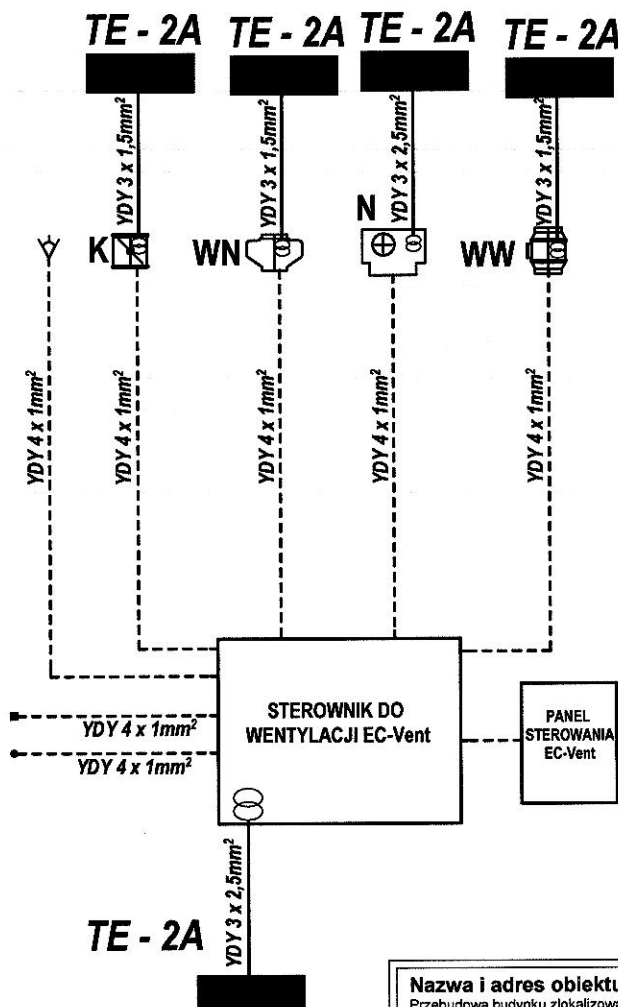 TE - 2A
TE - 2A
TE - 2A
TE - 2A
YDY 3 x 1,5mm²
YDY 3 x 1,5mm²
YDY 3 x 2,5mm²
YDY 3 x 1,5mm²
K
WN
N
WW
YDY 4 x 1mm²
YDY 4 x 1mm²
YDY 4 x 1mm²
YDY 4 x 1mm²
YDY 4 x 1mm²
STEROWNIK DO
WENTYLACJI EC-Vent
PANEL
STEROWANIA
EC-Vent
YDY 4 x 1mm²
YDY 4 x 1mm²
YDY 3 x 2,5mm²
TE - 2A
Nazwa i adres obiektu
Przebudowa budynku